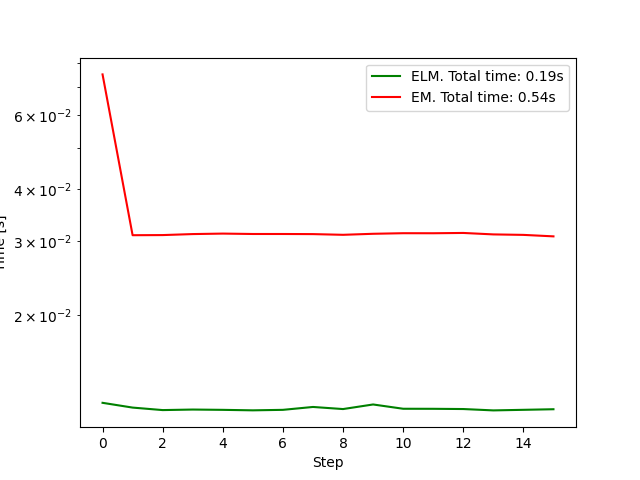 ELM. Total time: 0.19s
EM. Total time: 0.54s
6 × 10⁻²
4 × 10⁻²
3 × 10⁻²
2 × 10⁻²
0 2 4 6 8 10 12 14
Step